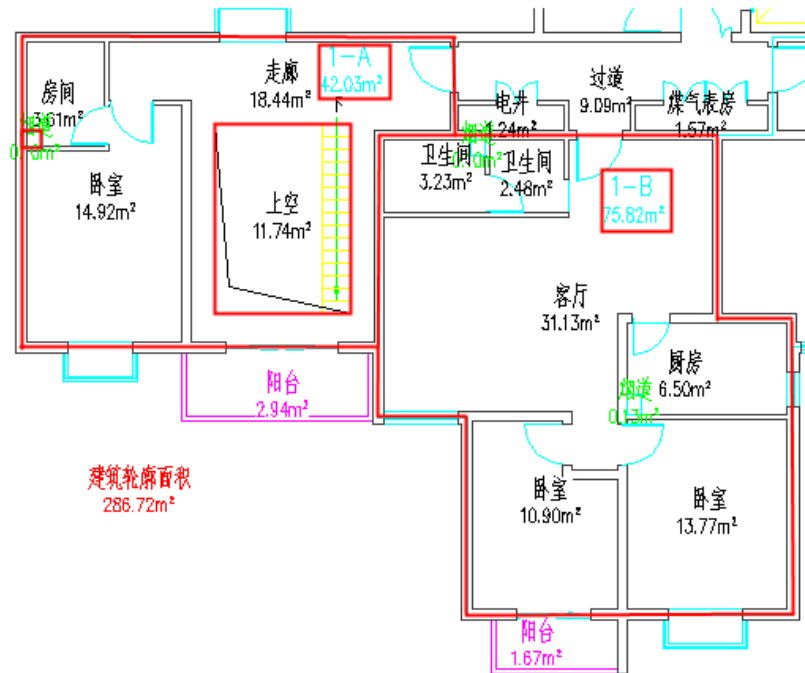 1-A
42.03m²
走廊
18.44m²
下
过道
9.09m²
房间
3.61m²
电井
煤气表房
1.57m²
卫生间
3.23m²
卫生间
2.48m²
卧室
14.92m²
上空
11.74m²
1-B
75.82m²
客厅
31.13m²
厨房
6.50m²
阳台
2.94m²
烟道
建筑轮廓面积
286.72m²
卧室
10.90m²
卧室
13.77m²
阳台
1.67m²